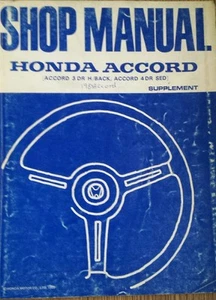 SHOP MANUAL
HONDA ACCORD
(ACCORD 3 DR H/BACK, ACCORD 4 DR SED)
SUPPLEMENT